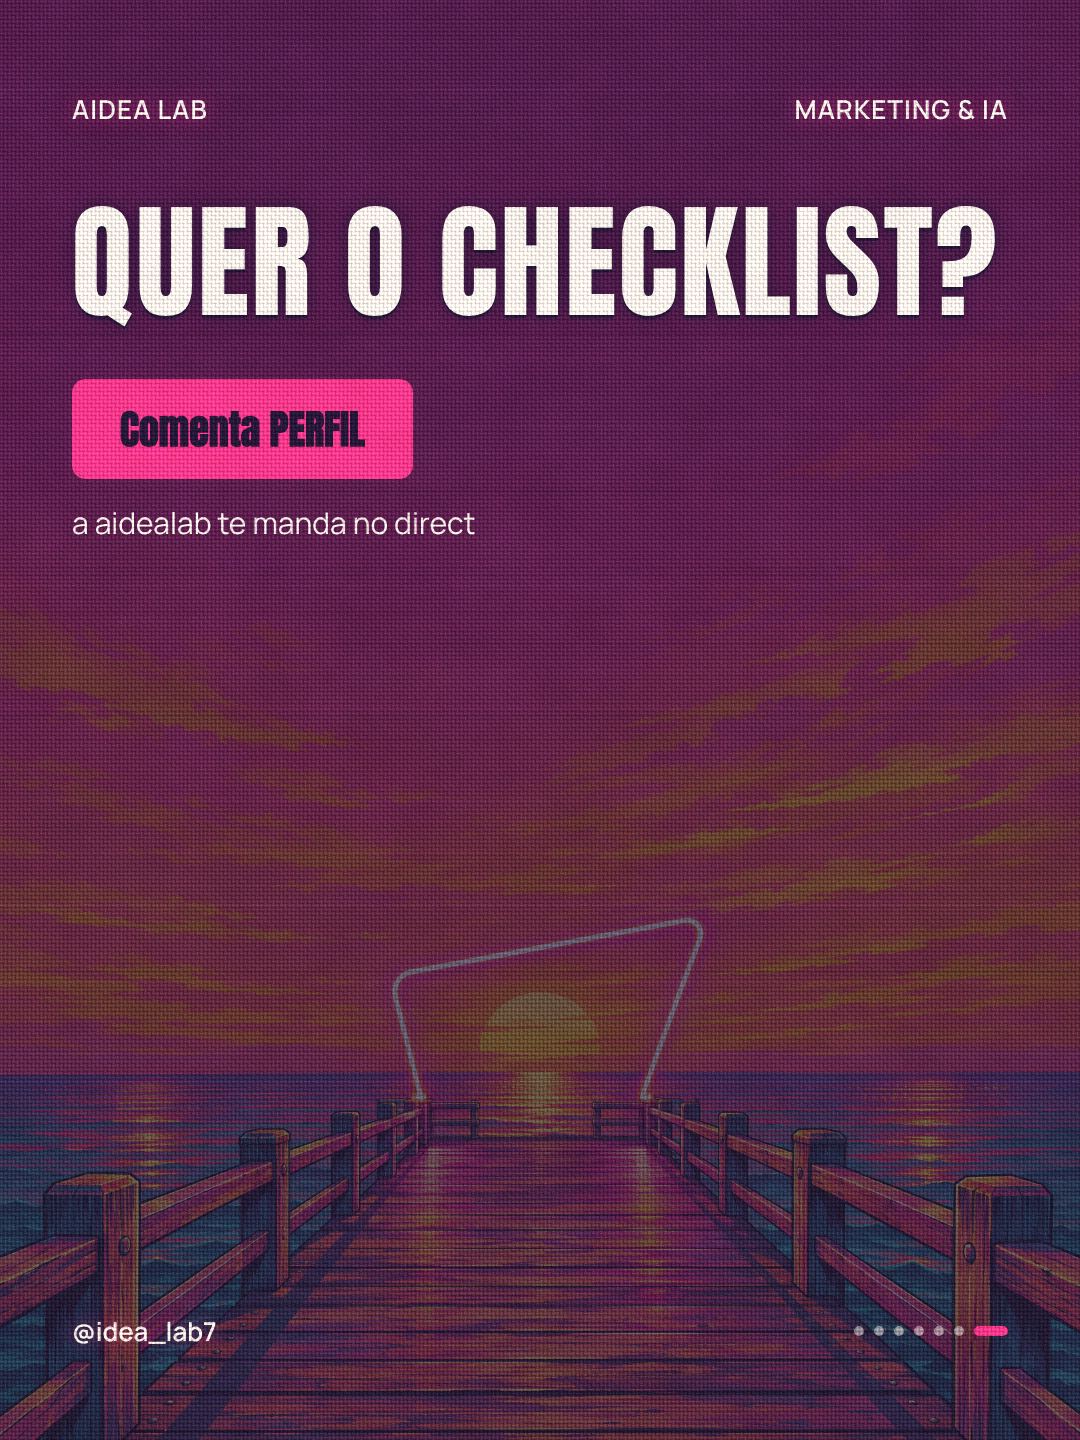 AIDEA LAB
MARKETING & IA
QUER O CHECKLIST?
Comenta PERFIL
a aidealab te manda no direct
@idea_lab7